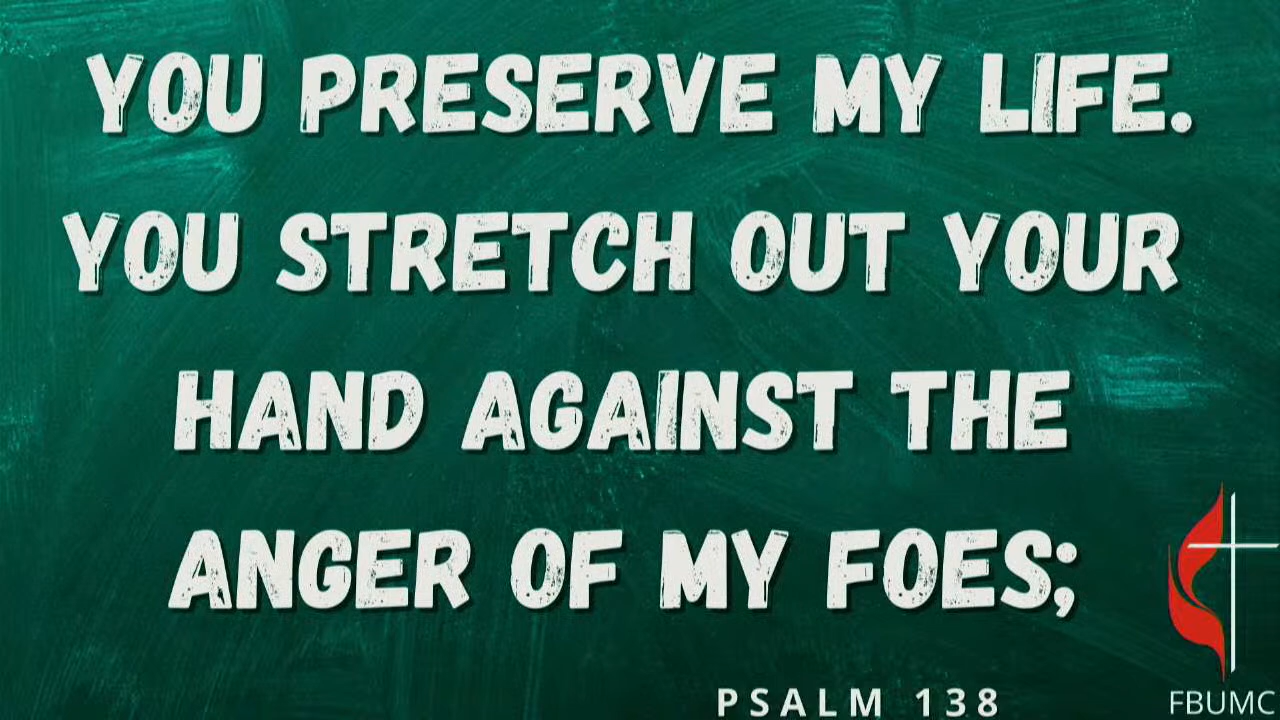 YOU PRESERVE MY LIFE.
YOU STRETCH OUT YOUR
HAND AGAINST THE
ANGER OF MY FOES;
PSALM 138
FBUMC